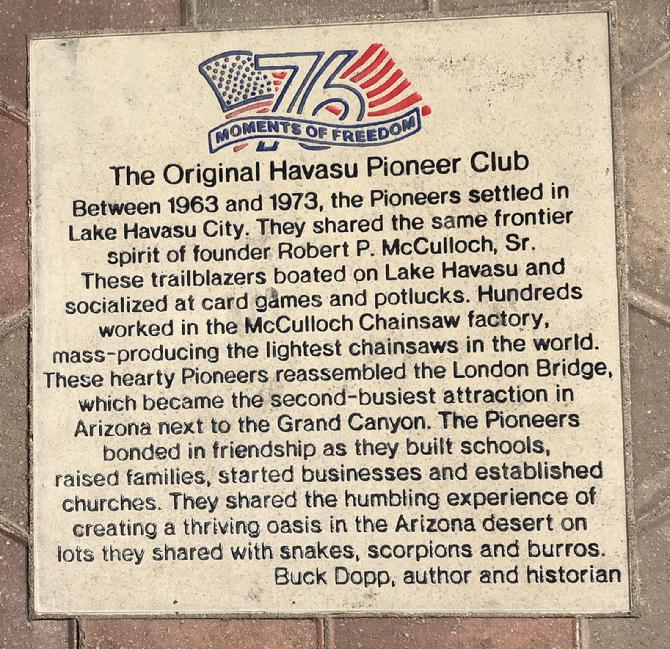 76
MOMENTS OF FREEDOM
The Original Havasu Pioneer Club
Between 1963 and 1973, the Pioneers settled in
Lake Havasu City. They shared the same frontier
spirit of founder Robert P. McCulloch, Sr.
These trailblazers boated on Lake Havasu and
socialized at card games and potlucks. Hundreds
worked in the McCulloch Chainsaw factory,
mass-producing the lightest chainsaws in the world.
These hearty Pioneers reassembled the London Bridge,
which became the second-busiest attraction in
Arizona next to the Grand Canyon. The Pioneers
bonded in friendship as they built schools,
raised families, started businesses and established
churches. They shared the humbling experience of
creating a thriving oasis in the Arizona desert on
lots they shared with snakes, scorpions and burros.
Buck Dopp, author and historian